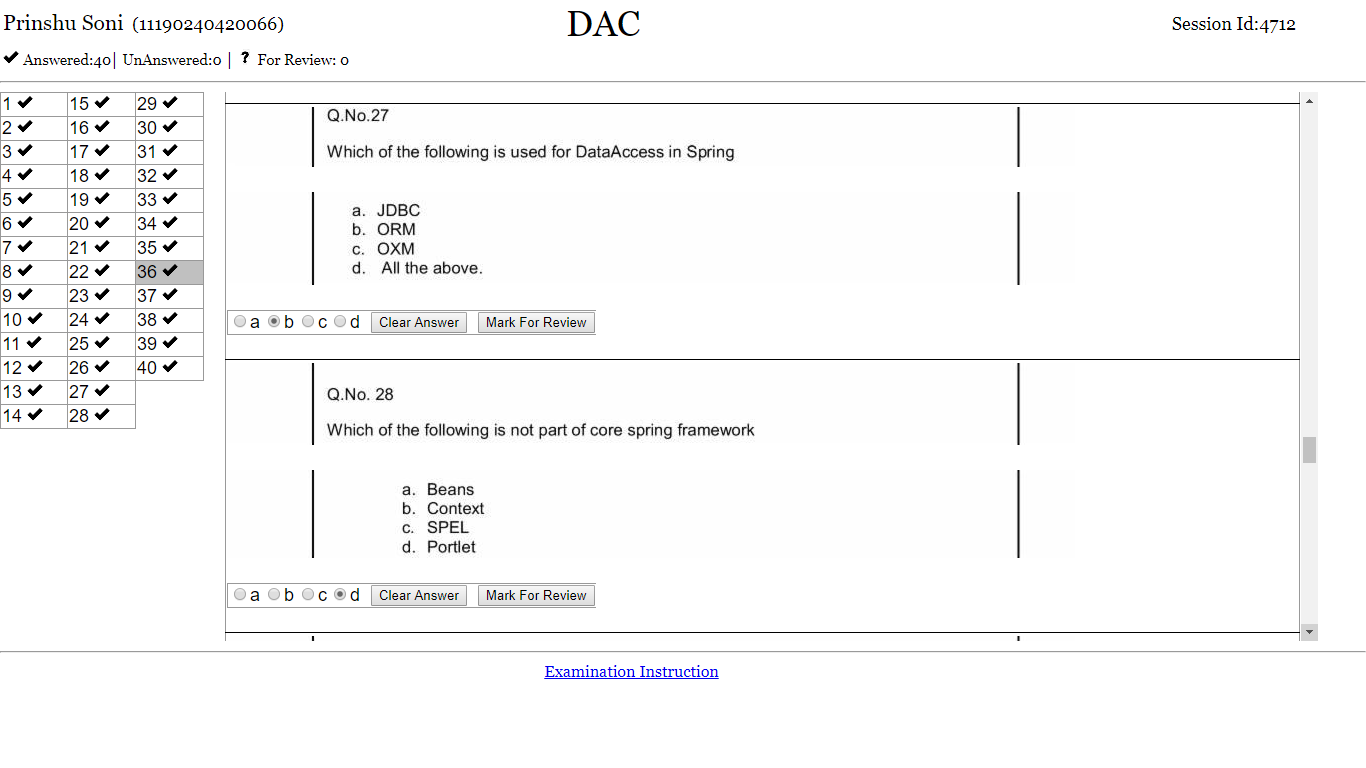 Prinshu Soni (11190240420066)
DAC
Session Id:4712
✔ Answered:40| UnAnswered:0 | ? For Review: 0
1 ✔ 15 ✔ 29 ✔
2 ✔ 16 ✔ 30 ✔
3 ✔ 17 ✔ 31 ✔
4 ✔ 18 ✔ 32 ✔
5 ✔ 19 ✔ 33 ✔
6 ✔ 20 ✔ 34 ✔
7 ✔ 21 ✔ 35 ✔
8 ✔ 22 ✔ 36 ✔
9 ✔ 23 ✔ 37 ✔
10 ✔ 24 ✔ 38 ✔
11 ✔ 25 ✔ 39 ✔
12 ✔ 26 ✔ 40 ✔
13 ✔ 27 ✔
14 ✔ 28 ✔
Q.No.27
Which of the following is used for DataAccess in Spring
a. JDBC
b. ORM
c. OXM
d. All the above.
a b c d Clear Answer Mark For Review
Q.No. 28
Which of the following is not part of core spring framework
a. Beans
b. Context
c. SPEL
d. Portlet
a b c d Clear Answer Mark For Review
Examination Instruction